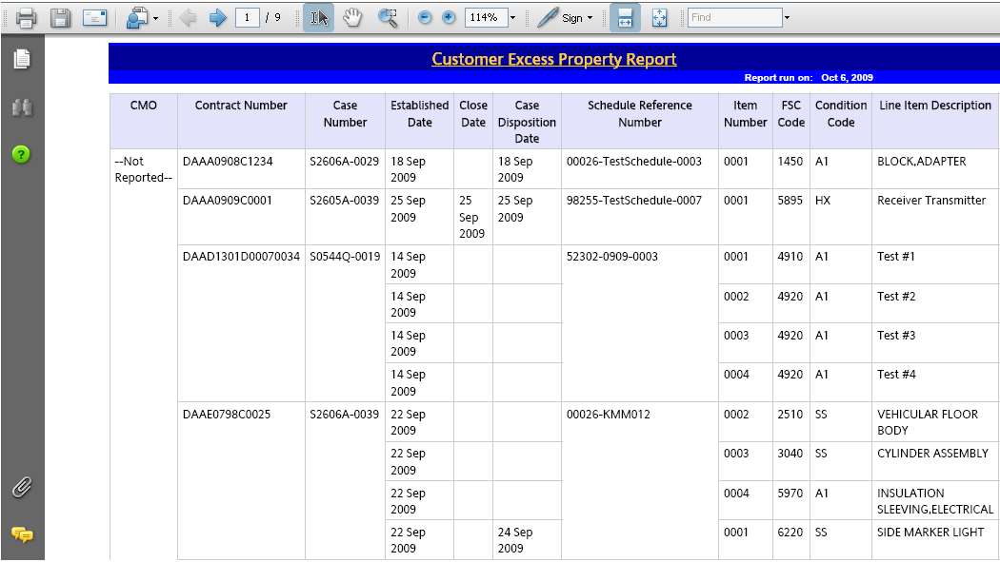 1 / 9 114% Sign Find
Customer Excess Property Report
Report run on: Oct 6, 2009
CMO Contract Number Case Established Close Case Schedule Reference Item FSC Condition Line Item Description
Number Date Date Disposition Number Number Code Code
Date
--Not DAAA0908C1234 S2606A-0029 18 Sep 18 Sep 00026-TestSchedule-0003 0001 1450 A1 BLOCK,ADAPTER
Reported-- 2009 2009
DAAA0909C0001 S2605A-0039 25 Sep 25 25 Sep 98255-TestSchedule-0007 0001 5895 HX Receiver Transmitter
2009 Sep 2009
2009
DAAD1301D00070034 S0544Q-0019 14 Sep 52302-0909-0003 0001 4910 A1 Test #1
2009
14 Sep 0002 4920 A1 Test #2
2009
14 Sep 0003 4920 A1 Test #3
2009
14 Sep 0004 4920 A1 Test #4
2009
DAAE0798C0025 S2606A-0039 22 Sep 00026-KMM012 0002 2510 SS VEHICULAR FLOOR
2009 BODY
22 Sep 0003 3040 SS CYLINDER ASSEMBLY
2009
22 Sep 0004 5970 A1 INSULATION
2009 SLEEVING,ELECTRICAL
22 Sep 24 Sep 0001 6220 SS SIDE MARKER LIGHT
2009 2009